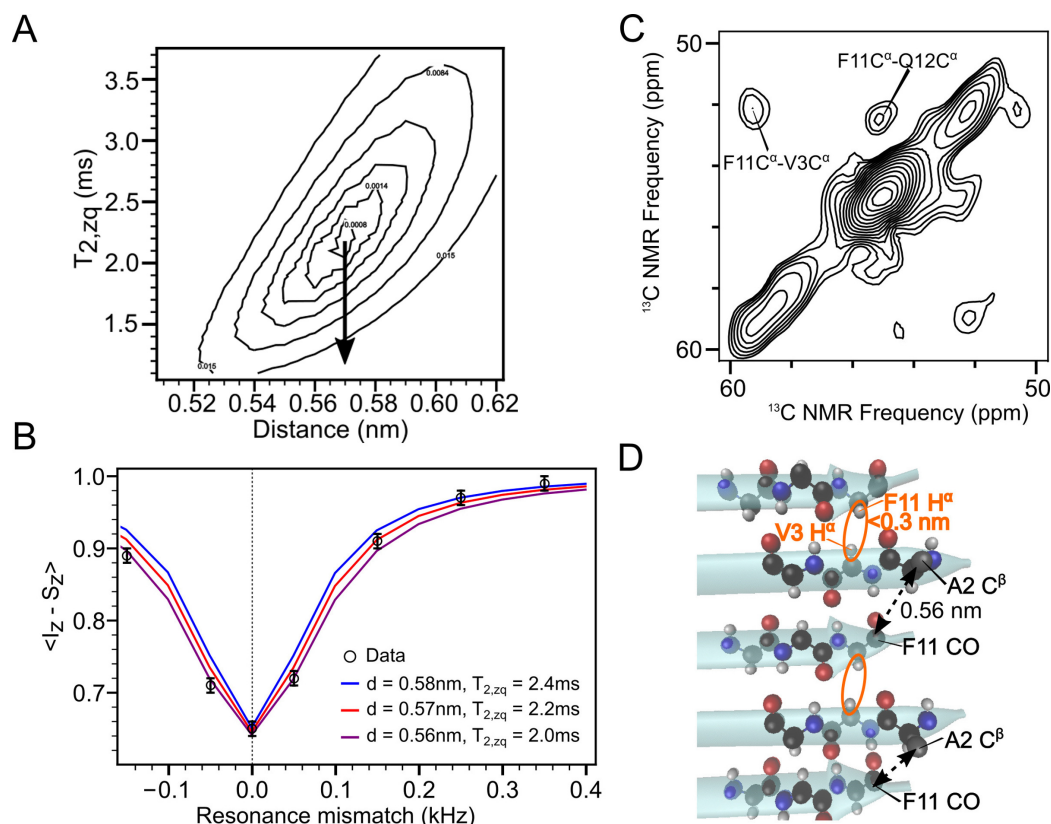 A
3.5
3.0
2.5
2.0
1.5
T2,zq (ms)
0.0084
0.0014
0.0008
0.015
0.015
0.52 0.54 0.56 0.58 0.60 0.62
Distance (nm)
B
1.0
0.9
0.8
0.7
<Iz - Sz>
Data
d = 0.58nm, T2,zq = 2.4ms
d = 0.57nm, T2,zq = 2.2ms
d = 0.56nm, T2,zq = 2.0ms
−0.1 0.0 0.1 0.2 0.3 0.4
Resonance mismatch (kHz)
C
50
60
13C NMR Frequency (ppm)
F11Cα-Q12Cα
F11Cα-V3Cα
60 50
13C NMR Frequency (ppm)
D
F11 Hα
<0.3 nm
V3 Hα
A2 Cβ
0.56 nm
F11 CO
A2 Cβ
F11 CO